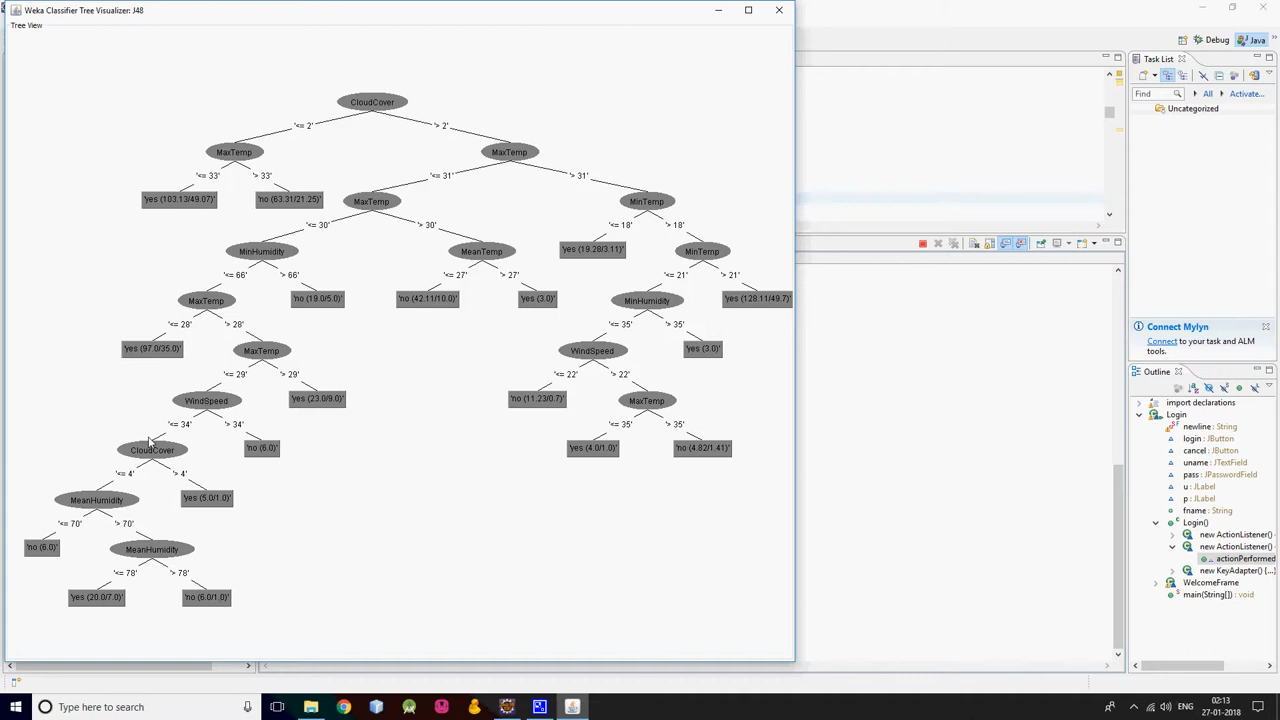 Weka Classifier Tree Visualizer: J48
Tree View
CloudCover
'<= 2' '> 2'
MaxTemp MaxTemp
'<= 33' '> 33' '<= 31' '> 31'
'yes (103.13/49.07)' 'no (63.31/21.25)' MaxTemp MinTemp
'<= 30' '> 30' '<= 18' '> 18'
MinHumidity MeanTemp 'yes (19.28/3.11)' MinTemp
'<= 66' '> 66' '<= 27' '> 27' '<= 21' '> 21'
MaxTemp 'no (19.0/5.0)' 'no (42.11/10.0)' 'yes (3.0)' MinHumidity 'yes (128.11/49.7)'
'<= 28' '> 28' '<= 35' '> 35'
'yes (97.0/35.0)' MaxTemp WindSpeed 'yes (3.0)'
'<= 29' '> 29' '<= 22' '> 22'
WindSpeed 'yes (23.0/9.0)' 'no (11.23/0.7)' MaxTemp
'<= 34' '> 34' '<= 35' '> 35'
CloudCover 'no (6.0)' 'yes (4.0/1.0)' 'no (4.82/1.41)'
'<= 4' '> 4'
MeanHumidity 'yes (5.0/1.0)'
'<= 70' '> 70'
'no (6.0)' MeanHumidity
'<= 78' '> 78'
'yes (20.0/7.0)' 'no (6.0/1.0)'
Debug Java
Task List
Find All Activate...
Uncategorized
Connect Mylyn
Connect to your task and ALM
tools.
Outline
import declarations
Login
newline : String
login : JButton
cancel : JButton
uname : JTextField
pass : JPasswordField
u : JLabel
p : JLabel
fname : String
Login()
new ActionListener()
new ActionListener()
actionPerformed
new KeyAdapter() {...}
WelcomeFrame
main(String[]) : void
Type here to search
02:13
27-01-2018